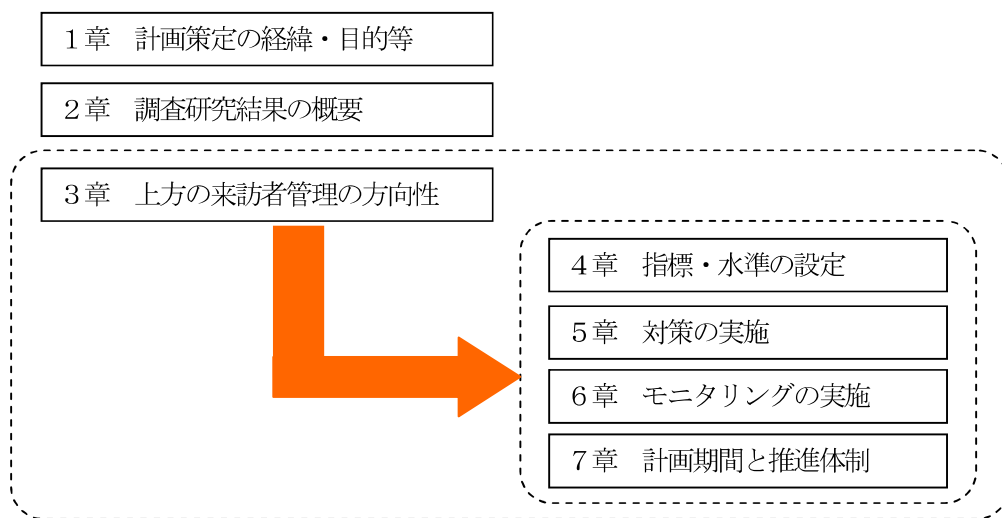 １章　計画策定の経緯・目的等
２章　調査研究結果の概要
３章　上方の来訪者管理の方向性
４章　指標・水準の設定
５章　対策の実施
６章　モニタリングの実施
７章　計画期間と推進体制